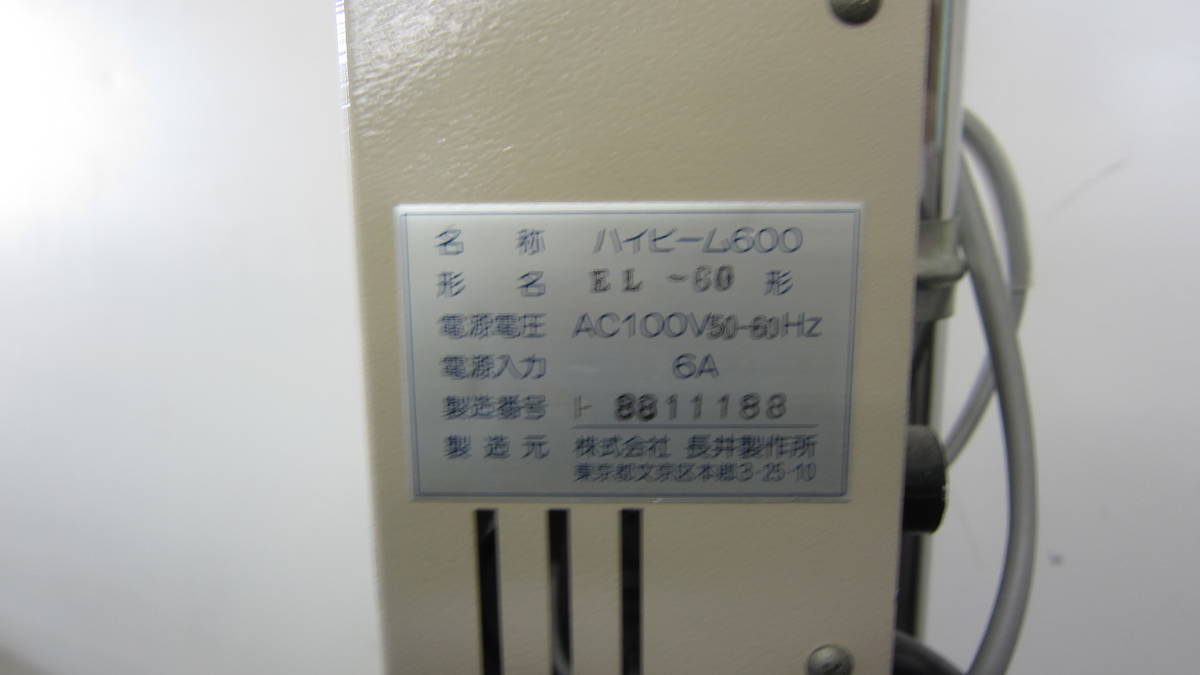 名 称 ハイビーム600
形 名 EL-60 形
電源電圧 AC100V50-60Hz
電源入力 6A
製造番号 ト 8811188
製 造 元 株式会社 長井製作所
東京都文京区本郷3-25-10